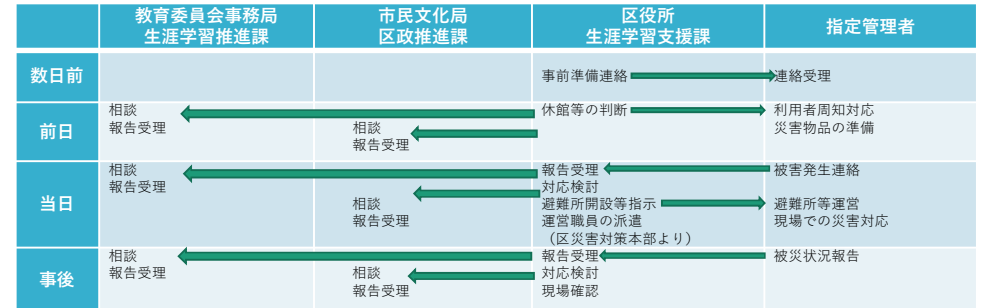 教育委員会事務局
生涯学習推進課
市民文化局
区政推進課
区役所
生涯学習支援課
指定管理者
数日前
事前準備連絡
連絡受理
前日
相談
報告受理
相談
報告受理
休館等の判断
利用者周知対応
災害物品の準備
当日
相談
報告受理
相談
報告受理
報告受理
対応検討
避難所開設等指示
運営職員の派遣
（区災害対策本部より）
被害発生連絡
避難所等運営
現場での災害対応
事後
相談
報告受理
相談
報告受理
報告受理
対応検討
現場確認
被災状況報告